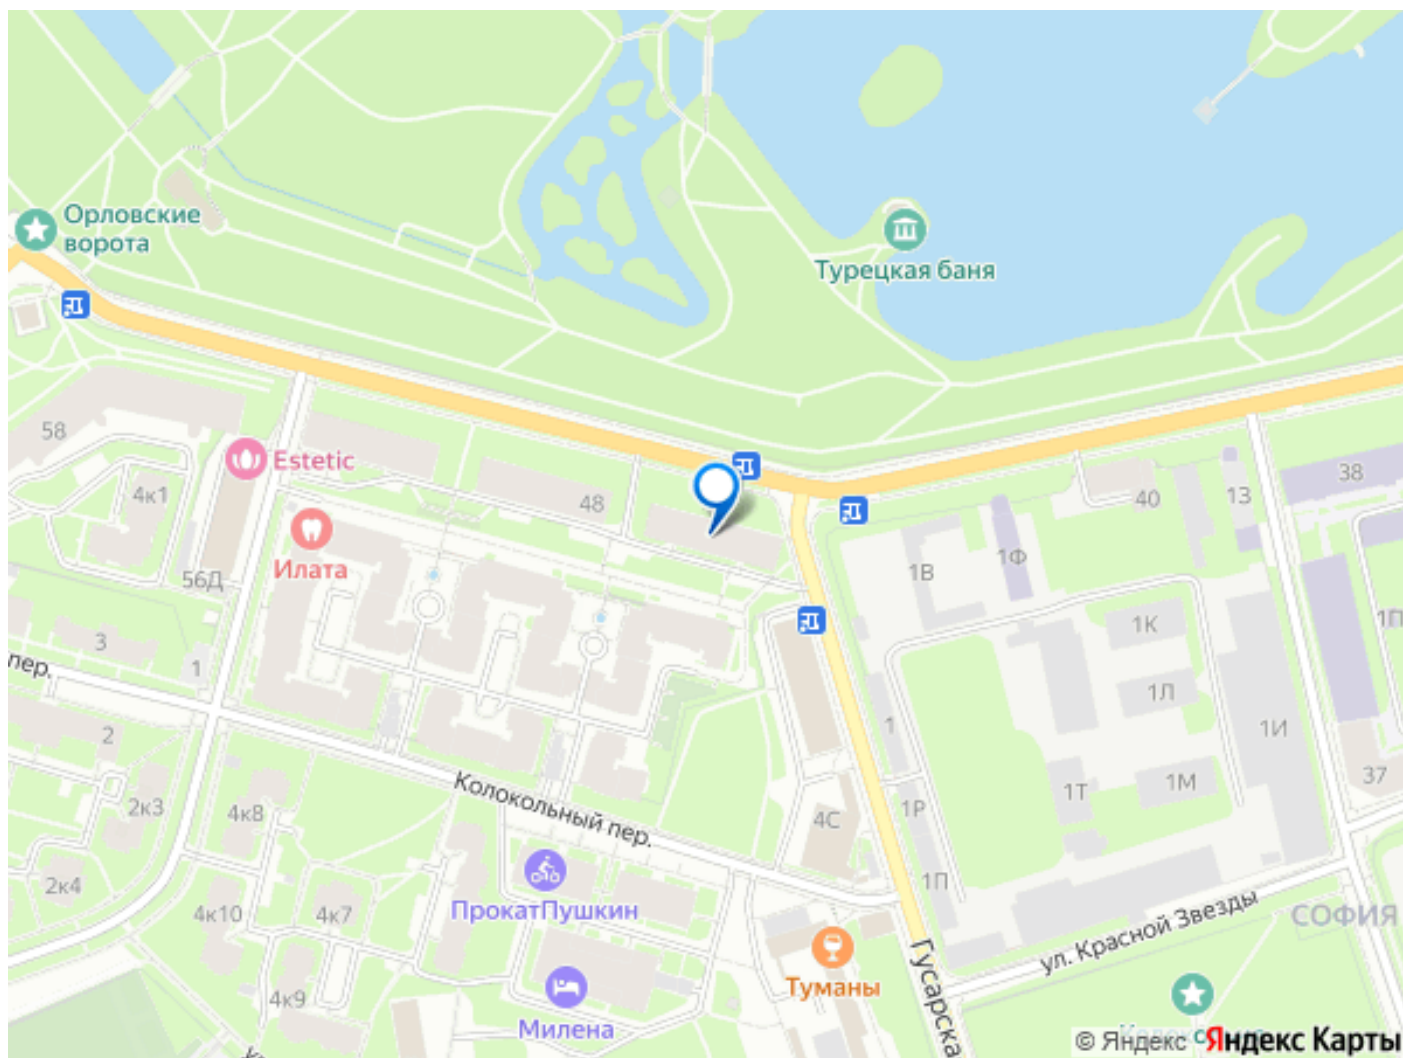 Орловские
ворота
Турецкая баня
58
Estetic
4к1
48
38
40
13
Илата
1Ф
1В
56Д
1К
1П
3
1
пер.
1Л
1
1И
2
2к3
4к8
Колокольный пер.
1Т
1М
37
1Р
4С
2к4
4к10
4к7
ПрокатПушкин
1П
СОФИЯ
ул. Красной Звезды
Туманы
Гусарска
4к9
Милена
© Яндекс Яндекс Карты